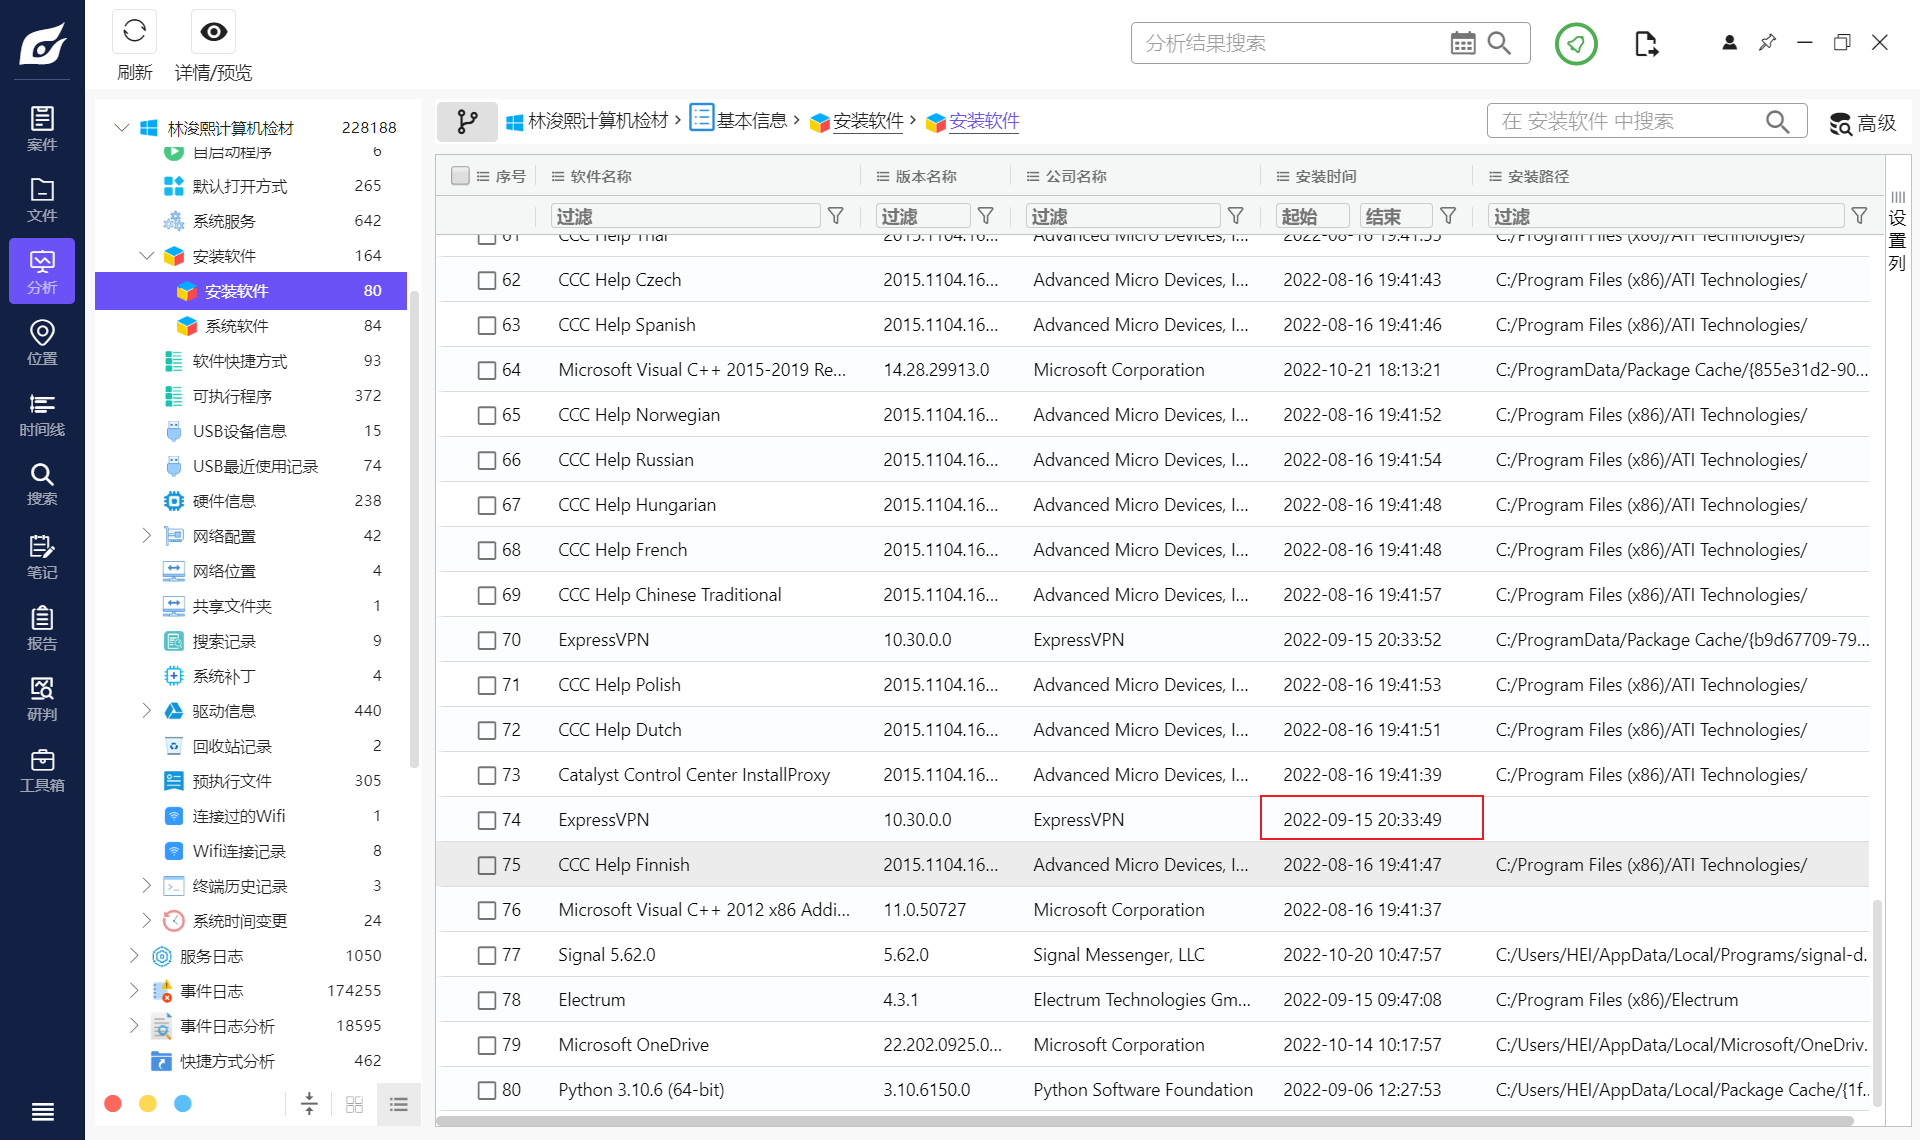 刷新
详情/预览
分析结果搜索
案件
文件
分析
位置
时间线
搜索
笔记
报告
研判
工具箱
林浚熙计算机检材 228188
自启动程序 6
默认打开方式 265
系统服务 642
安装软件 164
安装软件 80
系统软件 84
软件快捷方式 93
可执行程序 372
USB设备信息 15
USB最近使用记录 74
硬件信息 238
网络配置 42
网络位置 4
共享文件夹 1
搜索记录 9
系统补丁 4
驱动信息 440
回收站记录 2
预执行文件 305
连接过的Wifi 1
Wifi连接记录 8
终端历史记录 3
系统时间变更 24
服务日志 1050
事件日志 174255
事件日志分析 18595
快捷方式分析 462
林浚熙计算机检材 › 基本信息 › 安装软件 › 安装软件
在 安装软件 中搜索
高级
序号 软件名称 版本名称 公司名称 安装时间 安装路径
过滤 过滤 过滤 起始 结束 过滤
设置列
61 CCC Help Thai 2015.1104.16... Advanced Micro Devices, I... 2022-08-16 19:41:55 C:/Program Files (x86)/ATI Technologies/
62 CCC Help Czech 2015.1104.16... Advanced Micro Devices, I... 2022-08-16 19:41:43 C:/Program Files (x86)/ATI Technologies/
63 CCC Help Spanish 2015.1104.16... Advanced Micro Devices, I... 2022-08-16 19:41:46 C:/Program Files (x86)/ATI Technologies/
64 Microsoft Visual C++ 2015-2019 Re... 14.28.29913.0 Microsoft Corporation 2022-10-21 18:13:21 C:/ProgramData/Package Cache/{855e31d2-90...
65 CCC Help Norwegian 2015.1104.16... Advanced Micro Devices, I... 2022-08-16 19:41:52 C:/Program Files (x86)/ATI Technologies/
66 CCC Help Russian 2015.1104.16... Advanced Micro Devices, I... 2022-08-16 19:41:54 C:/Program Files (x86)/ATI Technologies/
67 CCC Help Hungarian 2015.1104.16... Advanced Micro Devices, I... 2022-08-16 19:41:48 C:/Program Files (x86)/ATI Technologies/
68 CCC Help French 2015.1104.16... Advanced Micro Devices, I... 2022-08-16 19:41:48 C:/Program Files (x86)/ATI Technologies/
69 CCC Help Chinese Traditional 2015.1104.16... Advanced Micro Devices, I... 2022-08-16 19:41:57 C:/Program Files (x86)/ATI Technologies/
70 ExpressVPN 10.30.0.0 ExpressVPN 2022-09-15 20:33:52 C:/ProgramData/Package Cache/{b9d67709-79...
71 CCC Help Polish 2015.1104.16... Advanced Micro Devices, I... 2022-08-16 19:41:53 C:/Program Files (x86)/ATI Technologies/
72 CCC Help Dutch 2015.1104.16... Advanced Micro Devices, I... 2022-08-16 19:41:51 C:/Program Files (x86)/ATI Technologies/
73 Catalyst Control Center InstallProxy 2015.1104.16... Advanced Micro Devices, I... 2022-08-16 19:41:39 C:/Program Files (x86)/ATI Technologies/
74 ExpressVPN 10.30.0.0 ExpressVPN 2022-09-15 20:33:49
75 CCC Help Finnish 2015.1104.16... Advanced Micro Devices, I... 2022-08-16 19:41:47 C:/Program Files (x86)/ATI Technologies/
76 Microsoft Visual C++ 2012 x86 Addi... 11.0.50727 Microsoft Corporation 2022-08-16 19:41:37
77 Signal 5.62.0 5.62.0 Signal Messenger, LLC 2022-10-20 10:47:57 C:/Users/HEI/AppData/Local/Programs/signal-d.
78 Electrum 4.3.1 Electrum Technologies Gm... 2022-09-15 09:47:08 C:/Program Files (x86)/Electrum
79 Microsoft OneDrive 22.202.0925.0... Microsoft Corporation 2022-10-14 10:17:57 C:/Users/HEI/AppData/Local/Microsoft/OneDriv.
80 Python 3.10.6 (64-bit) 3.10.6150.0 Python Software Foundation 2022-09-06 12:27:53 C:/Users/HEI/AppData/Local/Package Cache/{1f..